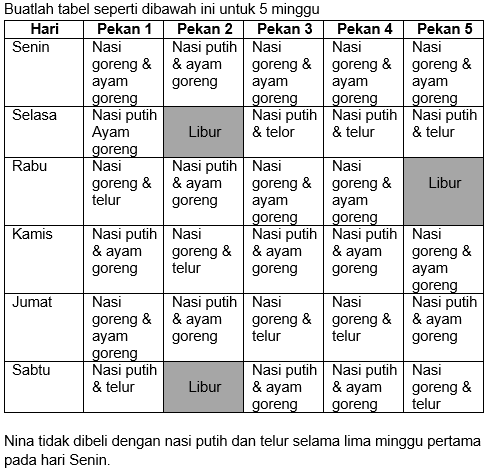 Buatlah tabel seperti dibawah ini untuk 5 minggu
Hari Pekan 1 Pekan 2 Pekan 3 Pekan 4 Pekan 5
Senin Nasi goreng & ayam goreng Nasi putih & ayam goreng Nasi goreng & ayam goreng Nasi goreng & ayam goreng Nasi goreng & ayam goreng
Selasa Nasi putih Ayam goreng Libur Nasi putih & telor Nasi putih & telur Nasi putih & telur
Rabu Nasi goreng & telur Nasi putih & ayam goreng Nasi goreng & ayam goreng Nasi goreng & ayam goreng Libur
Kamis Nasi putih & ayam goreng Nasi goreng & telur Nasi putih & ayam goreng Nasi putih & ayam goreng Nasi goreng & ayam goreng
Jumat Nasi goreng & ayam goreng Nasi putih & ayam goreng Nasi goreng & telur Nasi goreng & telur Nasi putih & ayam goreng
Sabtu Nasi putih & telur Libur Nasi putih & ayam goreng Nasi putih & ayam goreng Nasi goreng & telur
Nina tidak dibeli dengan nasi putih dan telur selama lima minggu pertama
pada hari Senin.